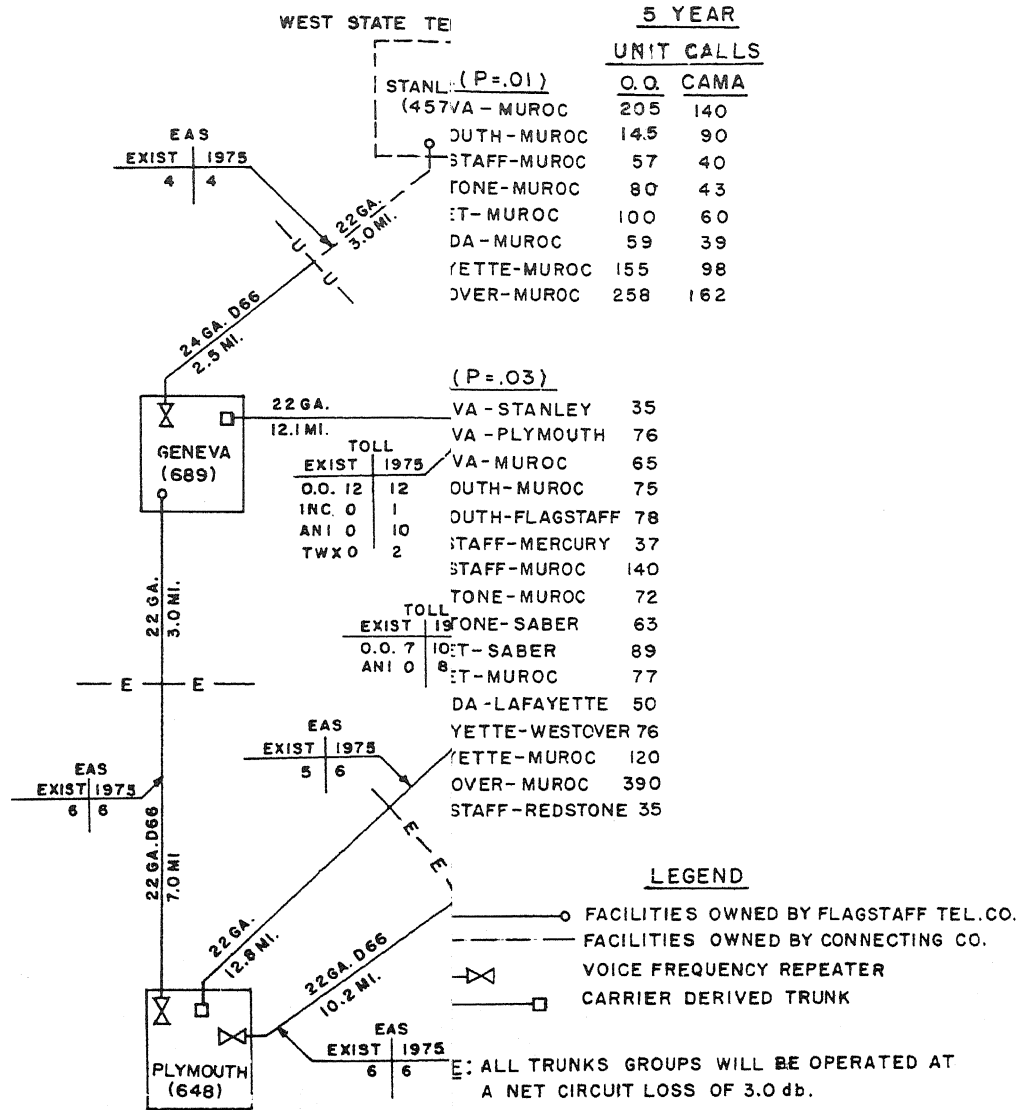 WEST STATE TE
STANL
(457
EAS
EXIST 1975
4 4
22 GA.
3.0 MI.
U U
24 GA. D66
2.5 MI.
GENEVA
(689)
22 GA.
12.1 MI.
TOLL
EXIST 1975
O.O. 12 12
INC. 0 1
ANI 0 10
TWX 0 2
22 GA.
3.0 MI.
TOLL
EXIST 19
O.O. 7 10
ANI 0 8
E E
EAS
EXIST 1975
5 6
EAS
EXIST 1975
6 6
22 GA. D66
7.0 MI
E E
22 GA.
12.8 MI.
22 GA. D66
10.2 MI.
EAS
EXIST 1975
6 6
PLYMOUTH
(648)
5 YEAR
UNIT CALLS
(P=.01) O.O. CAMA
VA-MUROC 205 140
OUTH-MUROC 14.5 90
STAFF-MUROC 57 40
TONE-MUROC 80 43
ET-MUROC 100 60
DA-MUROC 59 39
YETTE-MUROC 155 98
OVER-MUROC 258 162
(P=.03)
VA-STANLEY 35
VA-PLYMOUTH 76
VA-MUROC 65
OUTH-MUROC 75
OUTH-FLAGSTAFF 78
STAFF-MERCURY 37
STAFF-MUROC 140
TONE-MUROC 72
TONE-SABER 63
ET-SABER 89
ET-MUROC 77
DA-LAFAYETTE 50
YETTE-WESTOVER 76
YETTE-MUROC 120
OVER-MUROC 390
STAFF-REDSTONE 35
LEGEND
FACILITIES OWNED BY FLAGSTAFF TEL. CO.
FACILITIES OWNED BY CONNECTING CO.
VOICE FREQUENCY REPEATER
CARRIER DERIVED TRUNK
E: ALL TRUNKS GROUPS WILL BE OPERATED AT
A NET CIRCUIT LOSS OF 3.0 db.